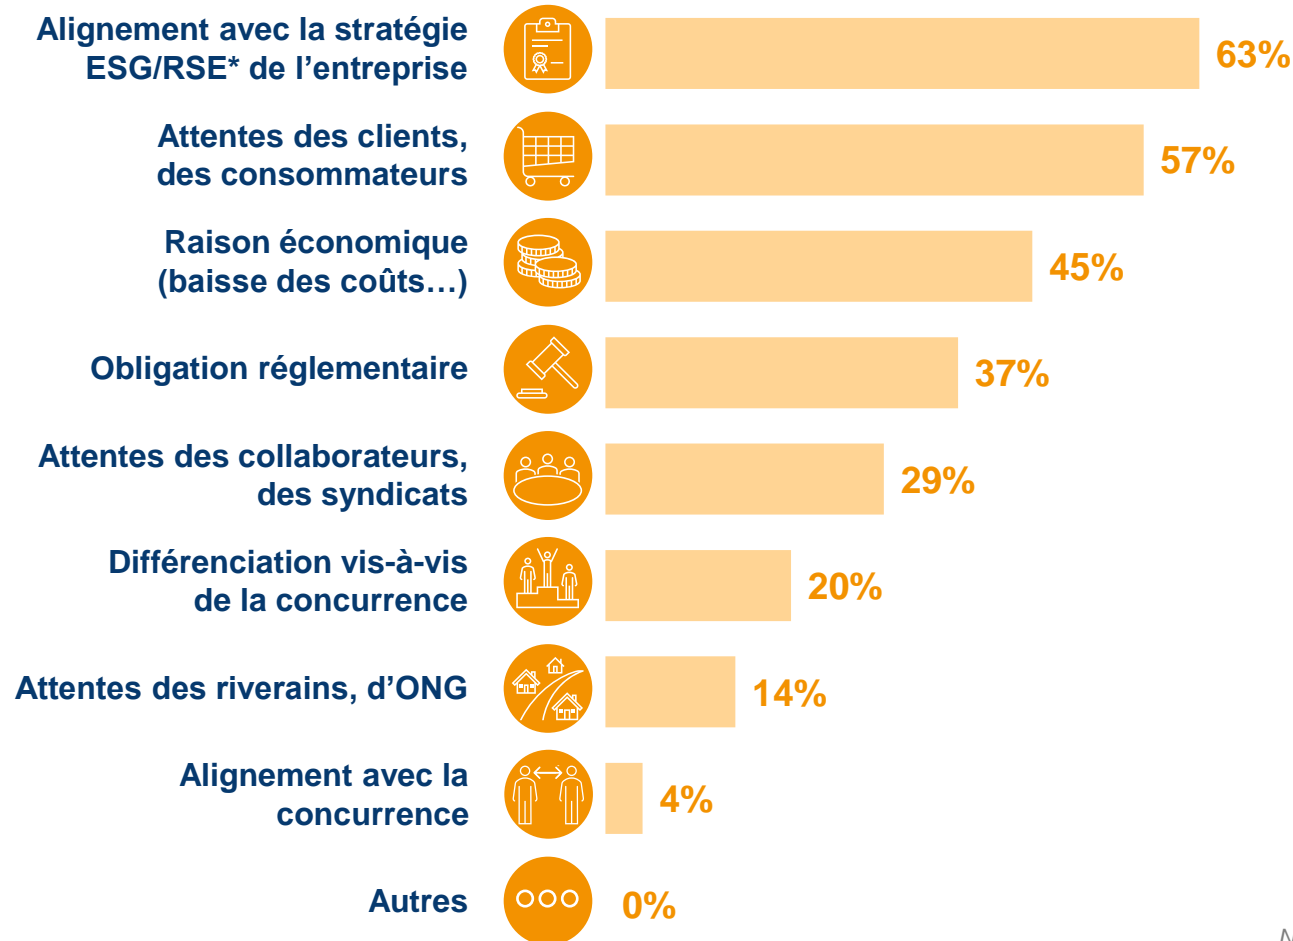 Alignement avec la stratégie
ESG/RSE* de l’entreprise
63%
Attentes des clients,
des consommateurs
57%
Raison économique
(baisse des coûts…)
45%
Obligation réglementaire
37%
Attentes des collaborateurs,
des syndicats
29%
Différenciation vis-à-vis
de la concurrence
20%
Attentes des riverains, d’ONG
14%
Alignement avec la
concurrence
4%
Autres
0%